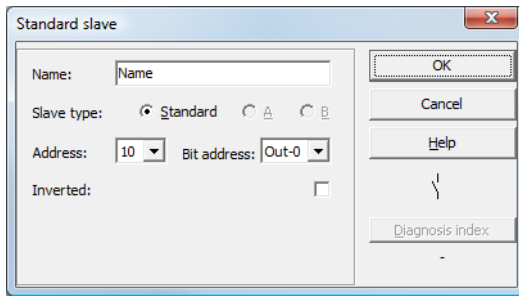 Standard slave
Name: Name
OK
Slave type: Standard A B
Cancel
Address: 10 Bit address: Out-0
Help
Inverted:
Diagnosis index
-